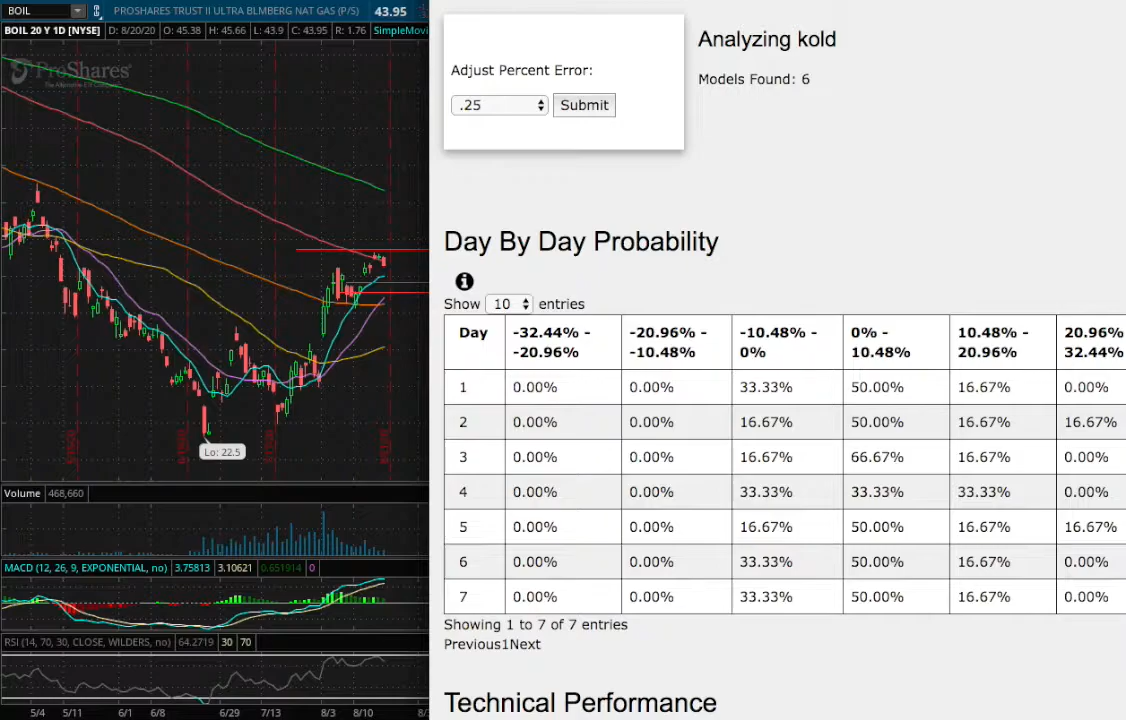 BOIL
PROSHARES TRUST II ULTRA BLMBERG NAT GAS (P/S)
43.95
BOIL 20 Y 1D [NYSE]
D: 8/20/20
O: 45.38
H: 45.66
L: 43.9
C: 43.95
R: 1.76
SimpleMovi
ProShares
Lo: 22.5
Volume
468,660
MACD (12, 26, 9, EXPONENTIAL, no)
3.75813
3.10621
0.651914
0
RSI (14, 70, 30, CLOSE, WILDERS, no)
64.2719
30
70
5/4 5/11 6/1 6/8 6/29 7/13 8/3 8/10
Adjust Percent Error:
.25 Submit
Analyzing kold
Models Found: 6
Day By Day Probability
Show 10 entries
Day -32.44% - -20.96% -20.96% - -10.48% -10.48% - 0% 0% - 10.48% 10.48% - 20.96% 20.96% 32.44%
1 0.00% 0.00% 33.33% 50.00% 16.67% 0.00%
2 0.00% 0.00% 16.67% 50.00% 16.67% 16.67%
3 0.00% 0.00% 16.67% 66.67% 16.67% 0.00%
4 0.00% 0.00% 33.33% 33.33% 33.33% 0.00%
5 0.00% 0.00% 16.67% 50.00% 16.67% 16.67%
6 0.00% 0.00% 33.33% 50.00% 16.67% 0.00%
7 0.00% 0.00% 33.33% 50.00% 16.67% 0.00%
Showing 1 to 7 of 7 entries
Previous1Next
Technical Performance